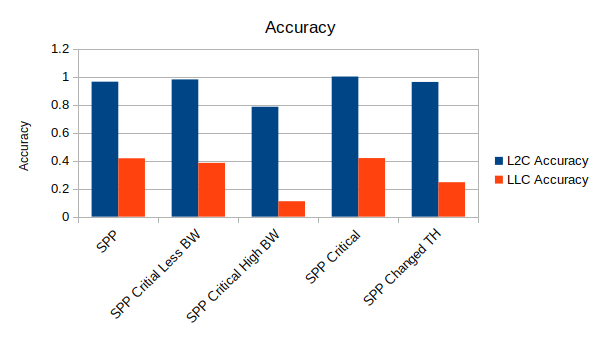 Accuracy
1.2
1
0.8
0.6
0.4
0.2
0
Accuracy
SPP
SPP Critial Less BW
SPP Critical High BW
SPP Critical
SPP Changed TH
L2C Accuracy
LLC Accuracy